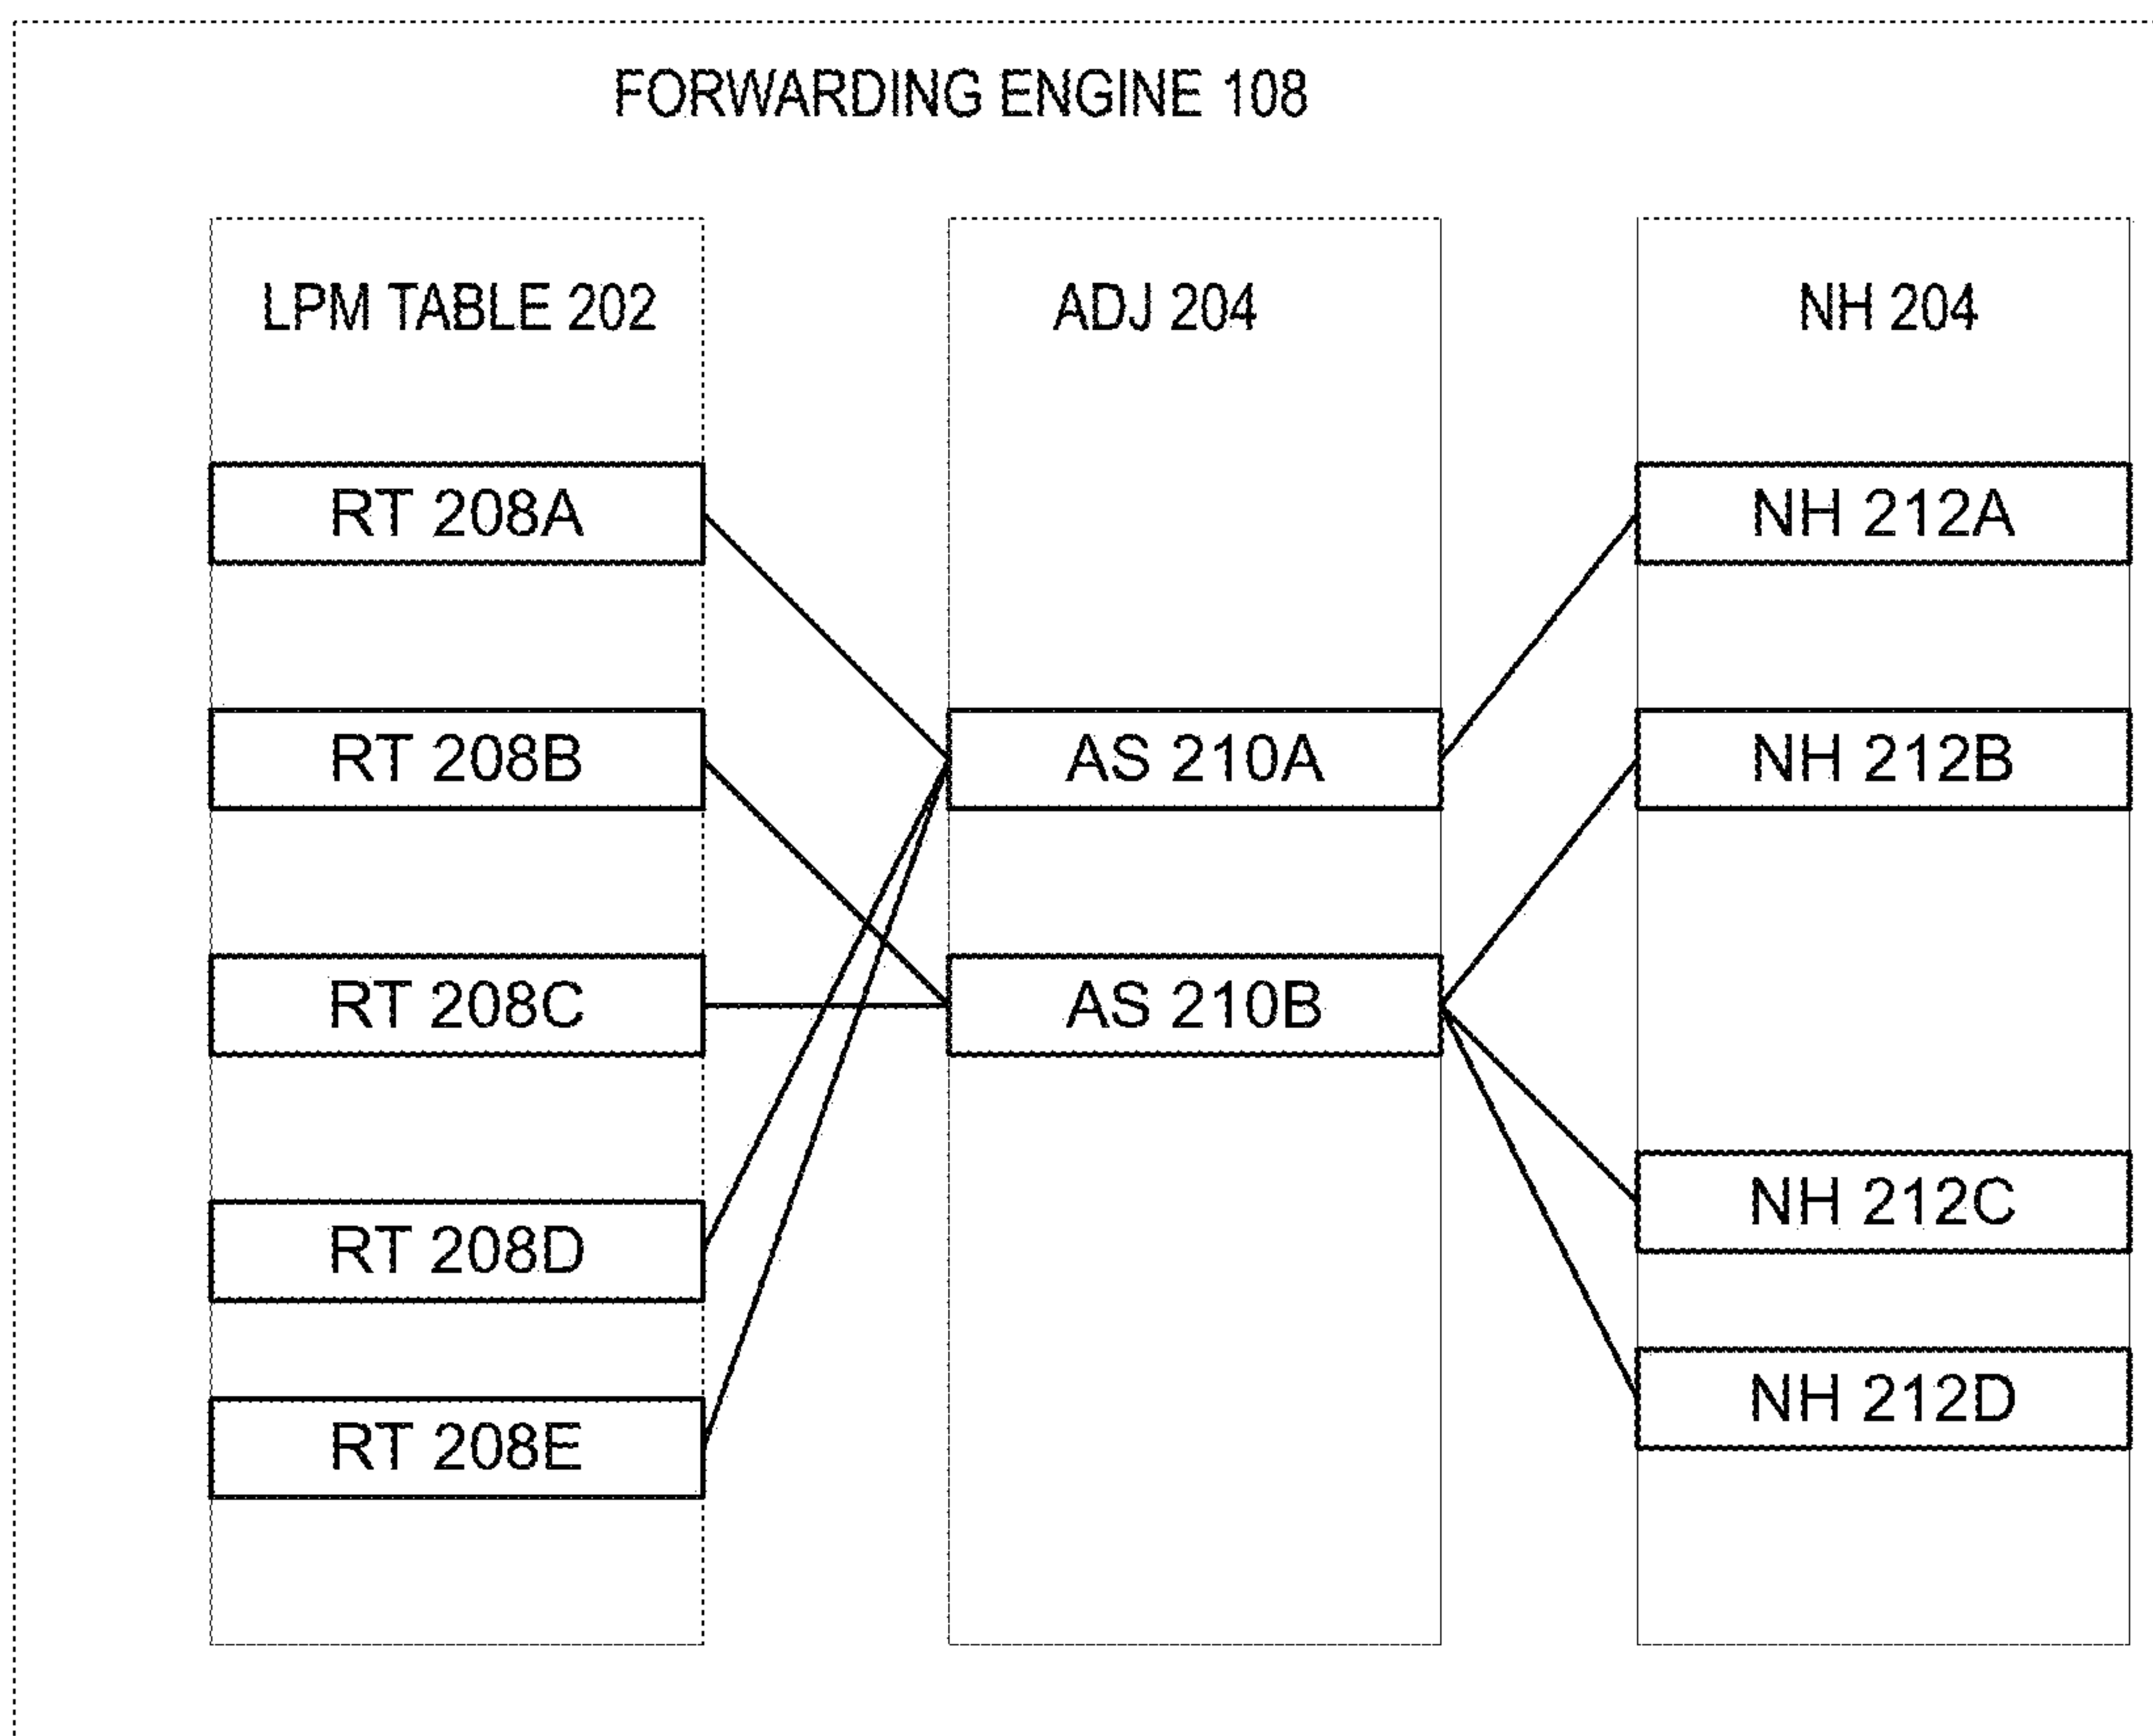 FORWARDING ENGINE 108
LPM TABLE 202
ADJ 204
NH 204
RT 208A
NH 212A
RT 208B
AS 210A
NH 212B
RT 208C
AS 210B
NH 212C
RT 208D
NH 212D
RT 208E